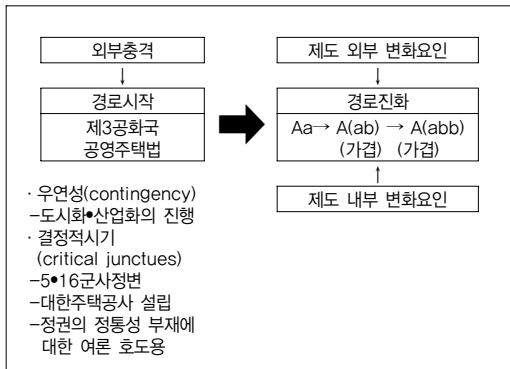 외부충격
↓
경로시작
제3공화국
공영주택법
· 우연성(contingency)
-도시화•산업화의 진행
· 결정적시기
(critical junctues)
-5•16군사정변
-대한주택공사 설립
-정권의 정통성 부재에
대한 여론 호도용
제도 외부 변화요인
↓
경로진화
Aa→ A(ab) → A(abb)
(가겹) (가겹)
↑
제도 내부 변화요인